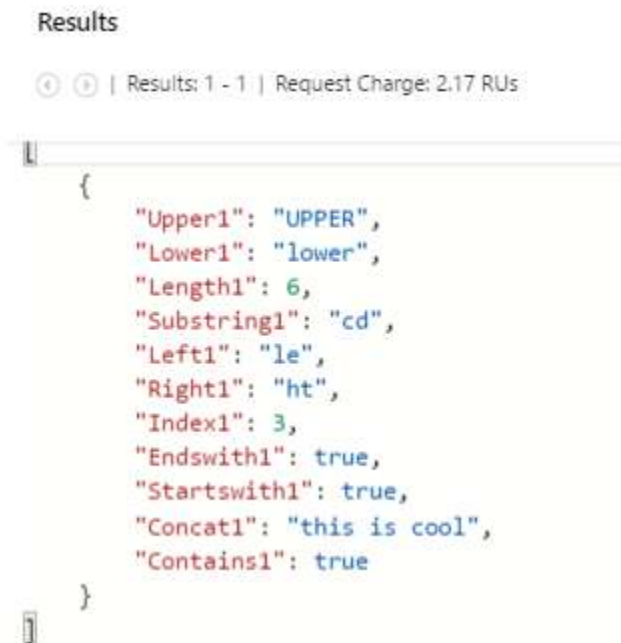 Results
| Results: 1 - 1 | Request Charge: 2.17 RUs
[
{
"Upper1": "UPPER",
"Lower1": "lower",
"Length1": 6,
"Substring1": "cd",
"Left1": "le",
"Right1": "ht",
"Index1": 3,
"Endswith1": true,
"Startswith1": true,
"Concat1": "this is cool",
"Contains1": true
}
]